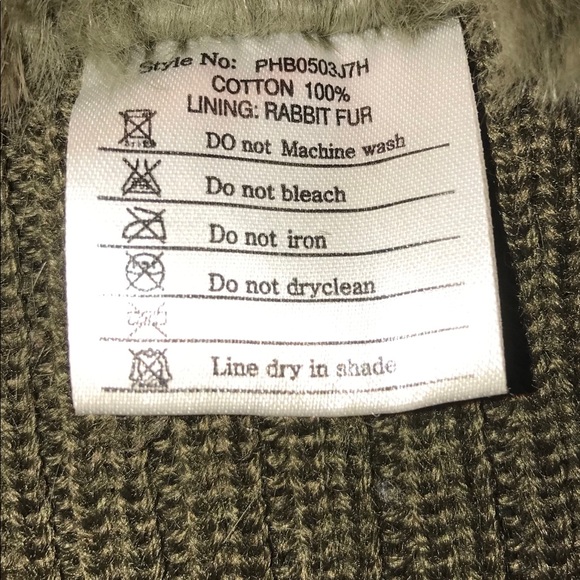 Style No: PHB0503J7H
COTTON 100%
LINING: RABBIT FUR
DO not Machine wash
Do not bleach
Do not iron
Do not dryclean
Line dry in shade